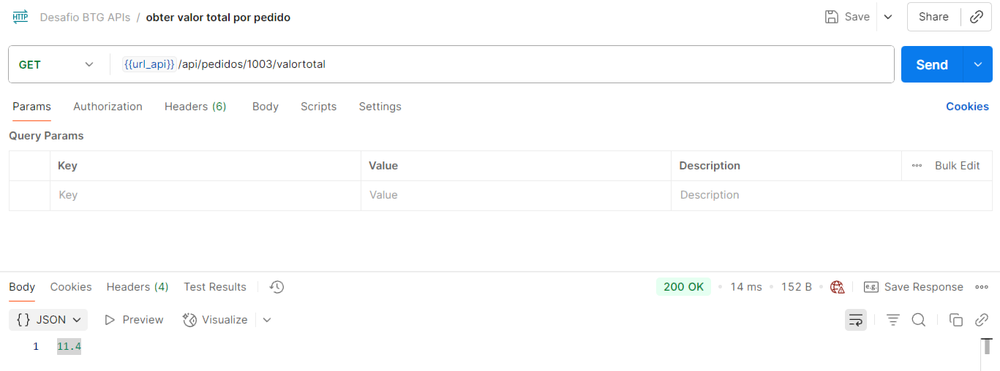 HTTP Desafio BTG APIs / obter valor total por pedido Save Share
GET {{url_api}} /api/pedidos/1003/valortotal Send
Params Authorization Headers (6) Body Scripts Settings Cookies
Query Params
Key Value Description Bulk Edit
Key Value Description
Body Cookies Headers (4) Test Results 200 OK 14 ms 152 B e.g. Save Response
{} JSON Preview Visualize
1 11.4